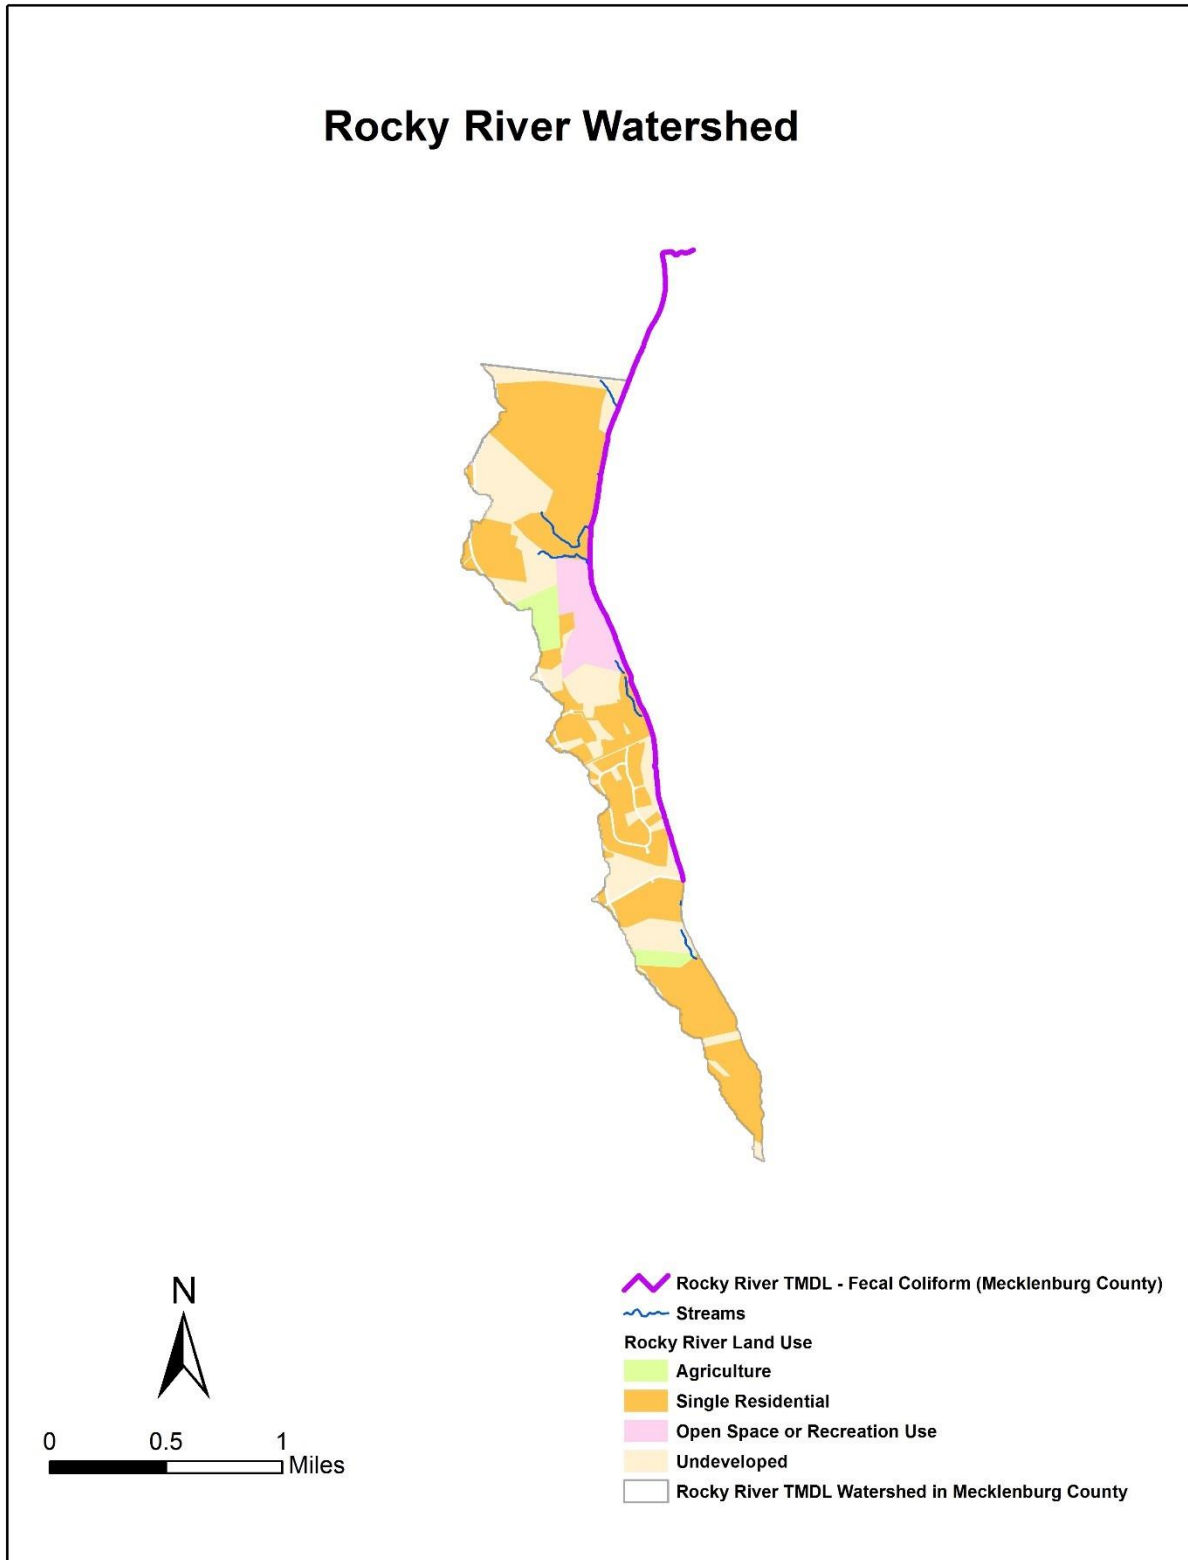 Rocky River Watershed
N
0 0.5 1
Miles
Rocky River TMDL - Fecal Coliform (Mecklenburg County)
Streams
Rocky River Land Use
Agriculture
Single Residential
Open Space or Recreation Use
Undeveloped
Rocky River TMDL Watershed in Mecklenburg County